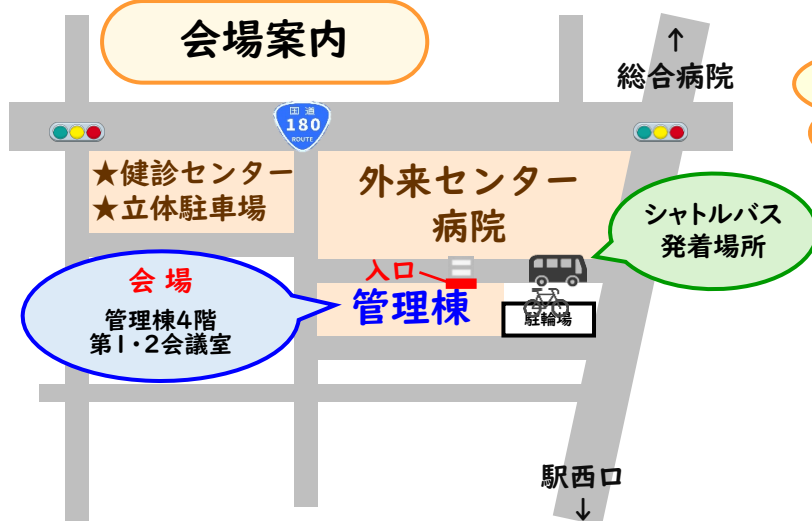 会場案内
↑
総合病院
国道
180
ROUTE
★健診センター
★立体駐車場
外来センター
病院
シャトルバス
発着場所
入口
会場
管理棟4階
第1・2会議室
管理棟
駐輪場
駅西口
↓